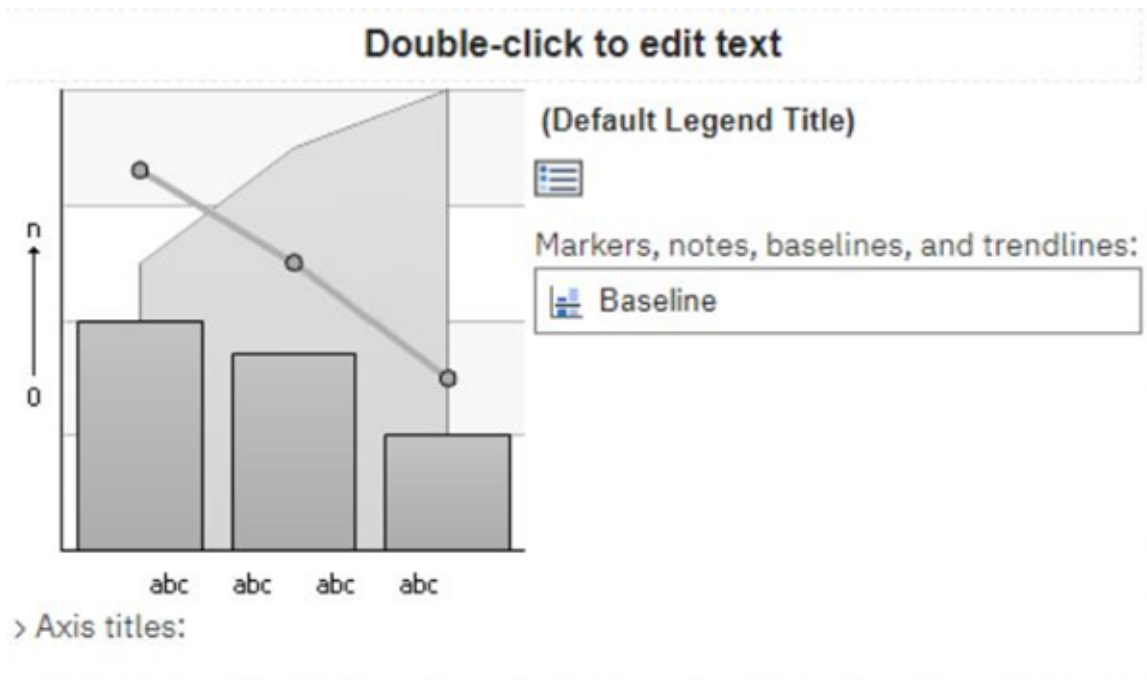 Double-click to edit text
(Default Legend Title)
n
Markers, notes, baselines, and trendlines:
Baseline
0
abc abc abc abc
> Axis titles: